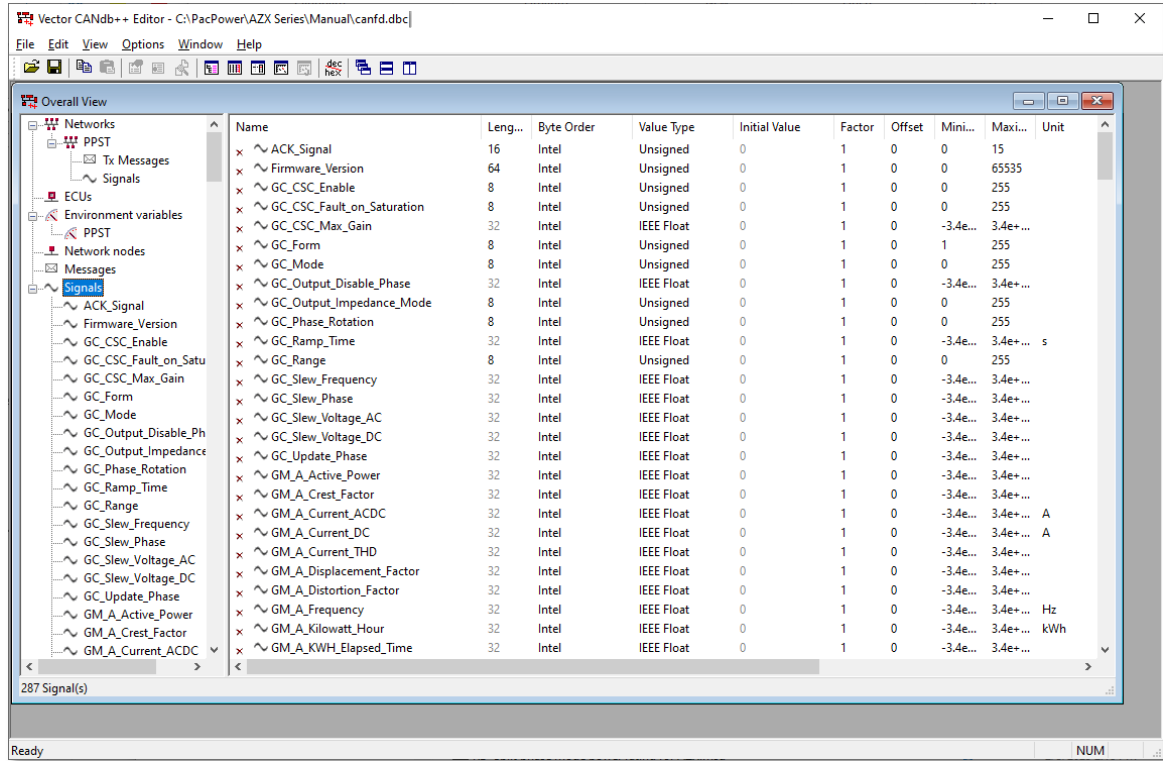 Vector CANdb++ Editor - C:\PacPower\AZX Series\Manual\canfd.dbc
File Edit View Options Window Help
dec
hex
Overall View
Networks
PPST
Tx Messages
Signals
ECUs
Environment variables
PPST
Network nodes
Messages
Signals
ACK_Signal
Firmware_Version
GC_CSC_Enable
GC_CSC_Fault_on_Satu
GC_CSC_Max_Gain
GC_Form
GC_Mode
GC_Output_Disable_Ph
GC_Output_Impedance
GC_Phase_Rotation
GC_Ramp_Time
GC_Range
GC_Slew_Frequency
GC_Slew_Phase
GC_Slew_Voltage_AC
GC_Slew_Voltage_DC
GC_Update_Phase
GM_A_Active_Power
GM_A_Crest_Factor
GM_A_Current_ACDC
Name Leng... Byte Order Value Type Initial Value Factor Offset Mini... Maxi... Unit
ACK_Signal 16 Intel Unsigned 0 1 0 0 15
Firmware_Version 64 Intel Unsigned 0 1 0 0 65535
GC_CSC_Enable 8 Intel Unsigned 0 1 0 0 255
GC_CSC_Fault_on_Saturation 8 Intel Unsigned 0 1 0 0 255
GC_CSC_Max_Gain 32 Intel IEEE Float 0 1 0 -3.4e... 3.4e+...
GC_Form 8 Intel Unsigned 0 1 0 1 255
GC_Mode 8 Intel Unsigned 0 1 0 0 255
GC_Output_Disable_Phase 32 Intel IEEE Float 0 1 0 -3.4e... 3.4e+...
GC_Output_Impedance_Mode 8 Intel Unsigned 0 1 0 0 255
GC_Phase_Rotation 8 Intel Unsigned 0 1 0 0 255
GC_Ramp_Time 32 Intel IEEE Float 0 1 0 -3.4e... 3.4e+... s
GC_Range 8 Intel Unsigned 0 1 0 0 255
GC_Slew_Frequency 32 Intel IEEE Float 0 1 0 -3.4e... 3.4e+...
GC_Slew_Phase 32 Intel IEEE Float 0 1 0 -3.4e... 3.4e+...
GC_Slew_Voltage_AC 32 Intel IEEE Float 0 1 0 -3.4e... 3.4e+...
GC_Slew_Voltage_DC 32 Intel IEEE Float 0 1 0 -3.4e... 3.4e+...
GC_Update_Phase 32 Intel IEEE Float 0 1 0 -3.4e... 3.4e+...
GM_A_Active_Power 32 Intel IEEE Float 0 1 0 -3.4e... 3.4e+...
GM_A_Crest_Factor 32 Intel IEEE Float 0 1 0 -3.4e... 3.4e+...
GM_A_Current_ACDC 32 Intel IEEE Float 0 1 0 -3.4e... 3.4e+... A
GM_A_Current_DC 32 Intel IEEE Float 0 1 0 -3.4e... 3.4e+... A
GM_A_Current_THD 32 Intel IEEE Float 0 1 0 -3.4e... 3.4e+...
GM_A_Displacement_Factor 32 Intel IEEE Float 0 1 0 -3.4e... 3.4e+...
GM_A_Distortion_Factor 32 Intel IEEE Float 0 1 0 -3.4e... 3.4e+...
GM_A_Frequency 32 Intel IEEE Float 0 1 0 -3.4e... 3.4e+... Hz
GM_A_Kilowatt_Hour 32 Intel IEEE Float 0 1 0 -3.4e... 3.4e+... kWh
GM_A_KWH_Elapsed_Time 32 Intel IEEE Float 0 1 0 -3.4e... 3.4e+...
287 Signal(s)
Ready NUM